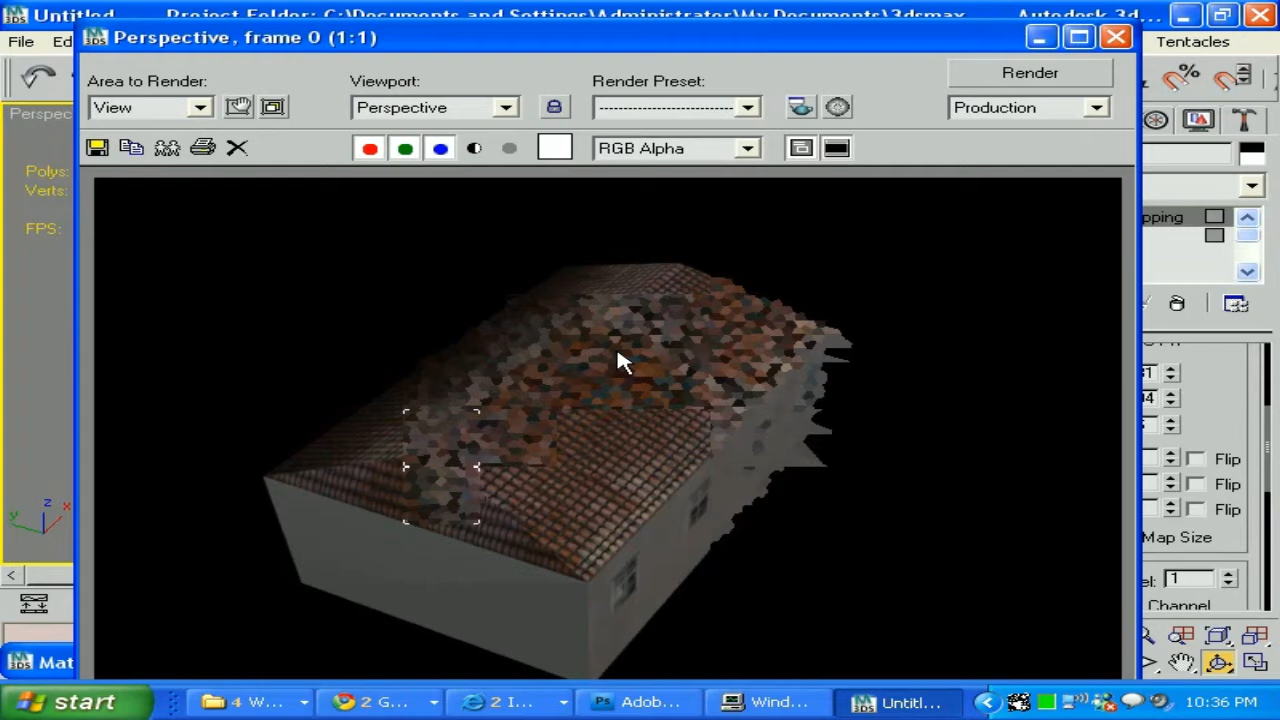 Untitled Project Folder: C:\Documents and Settings\Administrator\My Documents\3dsmax Autodesk 3d...
File Ed Tentacles
Perspective, frame 0 (1:1)
Area to Render: Viewport: Render Preset: Render
View Perspective Production
RGB Alpha
Perspec
Polys:
Verts:
FPS:
pping
Flip
Flip
Flip
Map Size
el: 1
Channel
z
x
y
Mat
start 4 W... 2 G... 2 I... Adob... Wind... Untitl... 10:36 PM